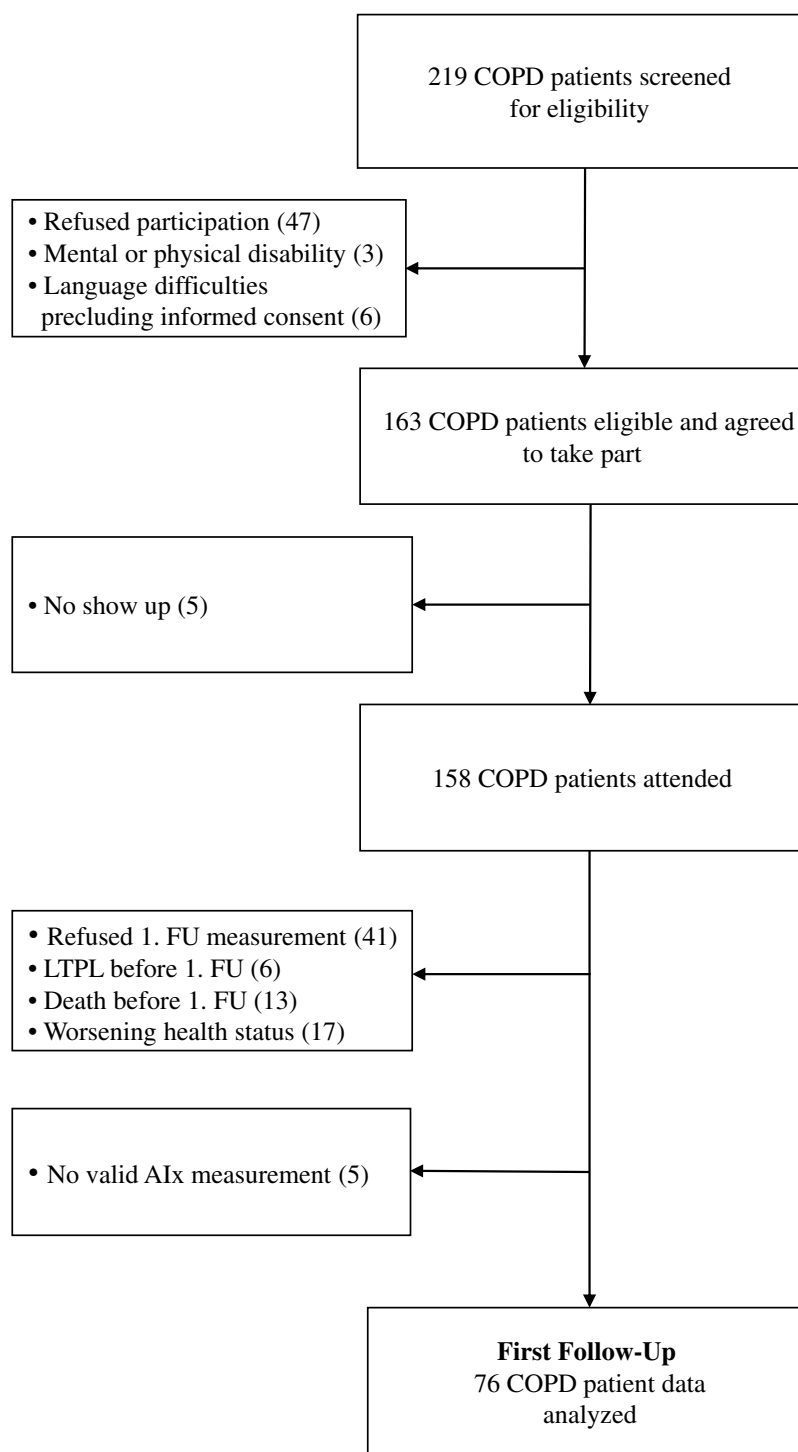 219 COPD patients screened
for eligibility
• Refused participation (47)
• Mental or physical disability (3)
• Language difficulties
precluding informed consent (6)
163 COPD patients eligible and agreed
to take part
• No show up (5)
158 COPD patients attended
• Refused 1. FU measurement (41)
• LTPL before 1. FU (6)
• Death before 1. FU (13)
• Worsening health status (17)
• No valid AIx measurement (5)
First Follow-Up
76 COPD patient data
analyzed